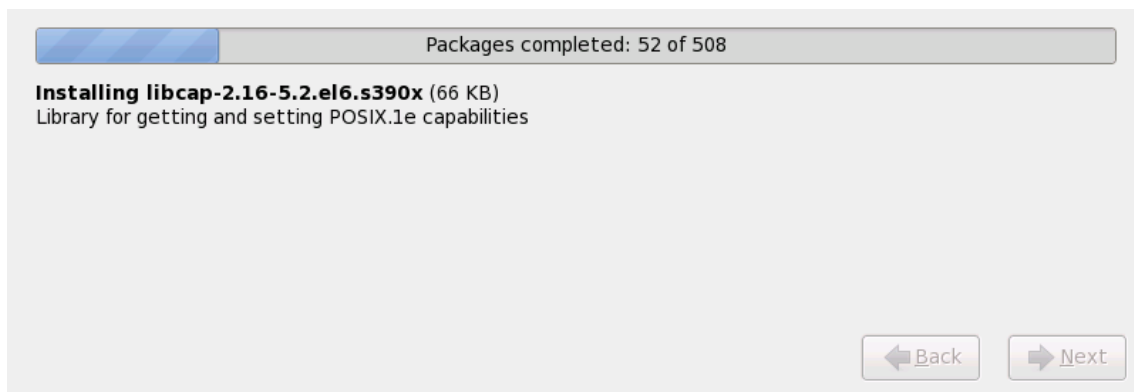 Packages completed: 52 of 508
Installing libcap-2.16-5.2.el6.s390x (66 KB)
Library for getting and setting POSIX.1e capabilities
Back Next